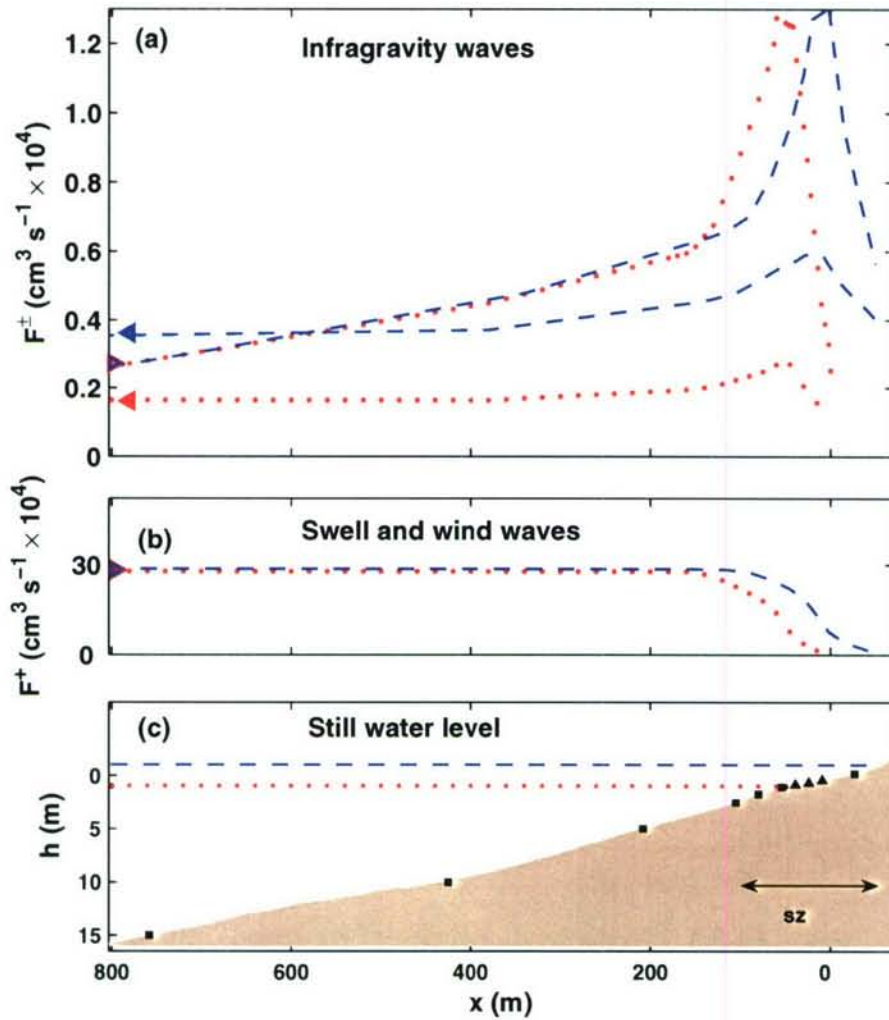 (a)
Infragravity waves
1.2
1.0
0.8
0.6
0.4
0.2
0
F± (cm³ s⁻¹ × 10⁴)
(b)
Swell and wind waves
30
0
F⁺ (cm³ s⁻¹ × 10⁴)
(c)
Still water level
0
5
10
15
h (m)
sz
800 600 400 200 0
x (m)